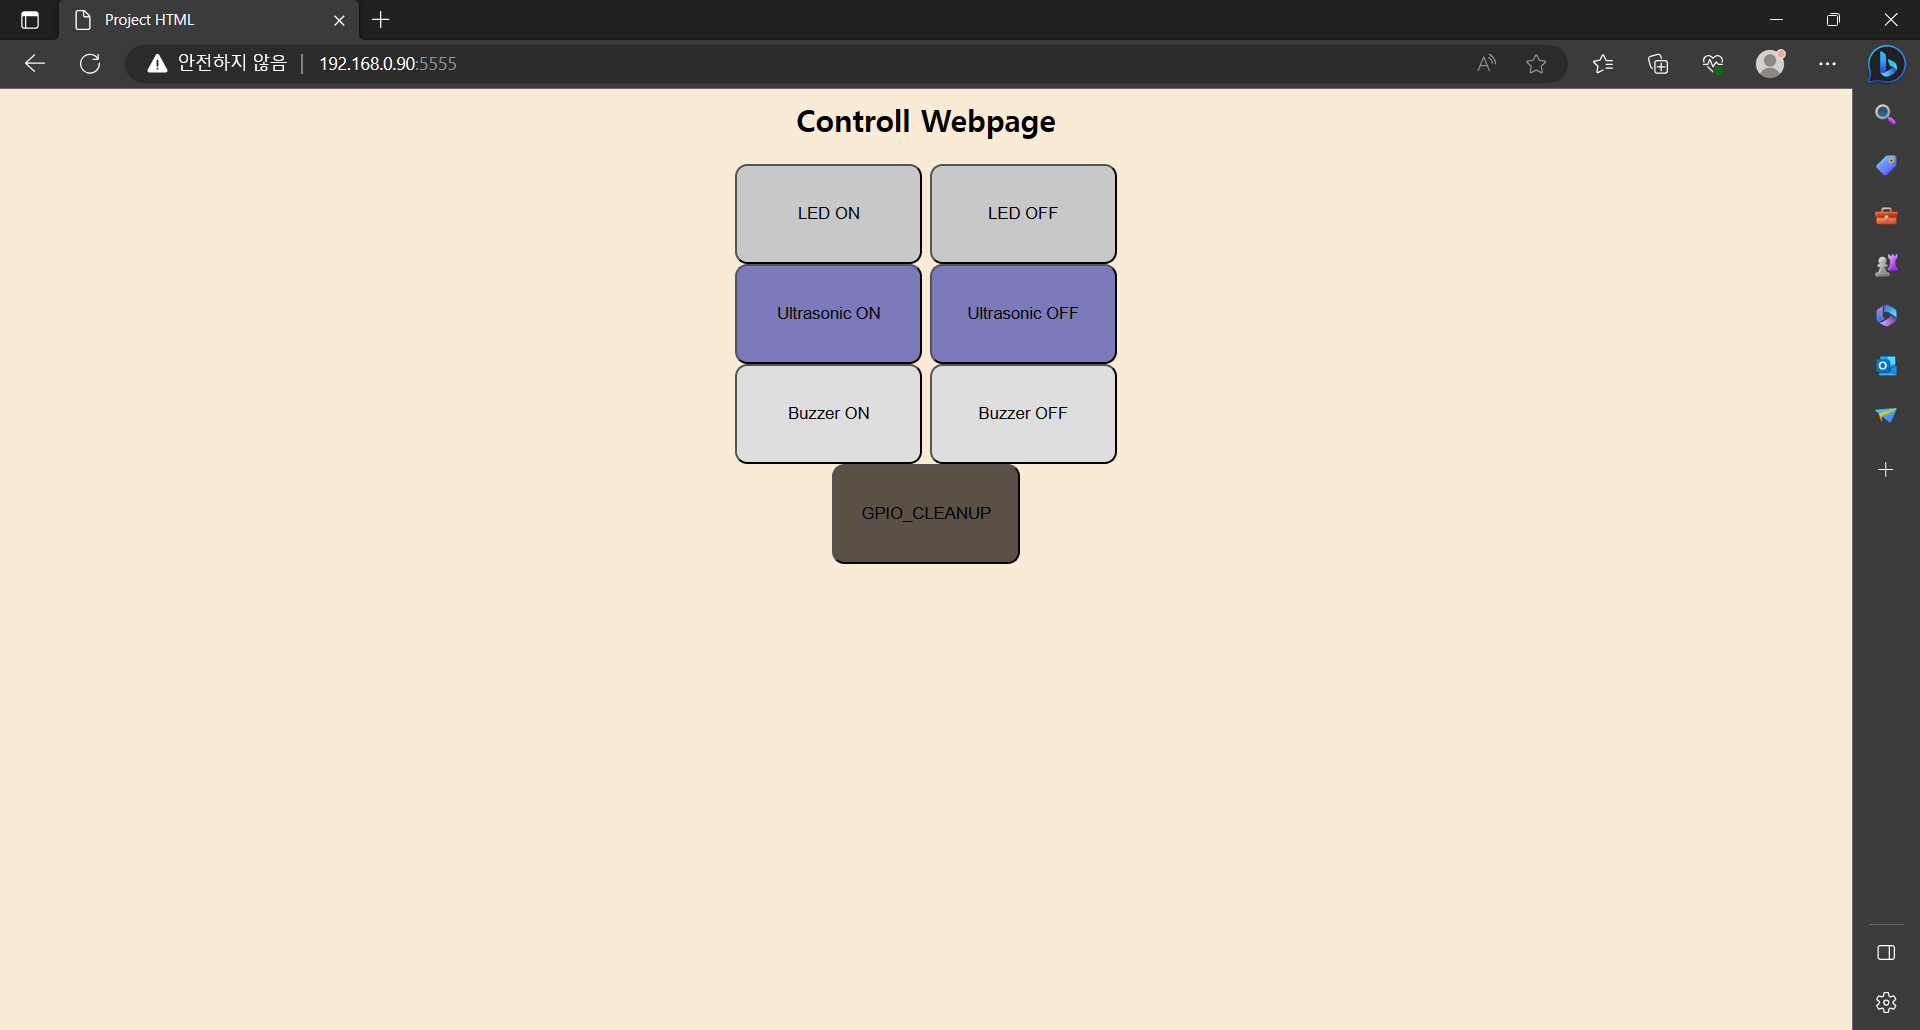 Project HTML
안전하지 않음 192.168.0.90:5555
Controll Webpage
LED ON LED OFF
Ultrasonic ON Ultrasonic OFF
Buzzer ON Buzzer OFF
GPIO_CLEANUP